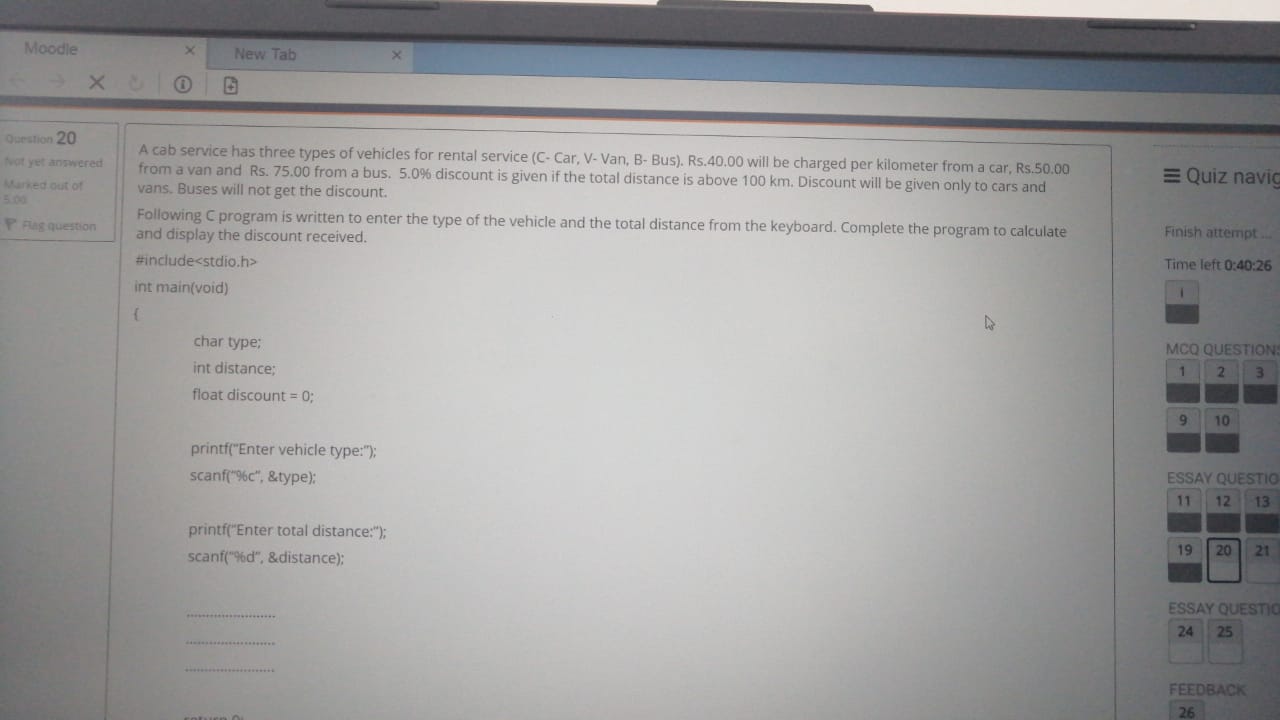 Moodle
New Tab
Question 20
Not yet answered
Marked out of
5.00
Flag question
A cab service has three types of vehicles for rental service (C- Car, V- Van, B- Bus). Rs.40.00 will be charged per kilometer from a car, Rs.50.00
from a van and Rs. 75.00 from a bus. 5.0% discount is given if the total distance is above 100 km. Discount will be given only to cars and
vans. Buses will not get the discount.
Following C program is written to enter the type of the vehicle and the total distance from the keyboard. Complete the program to calculate
and display the discount received.
#include<stdio.h>
int main(void)
{
char type;
int distance;
float discount = 0;
printf("Enter vehicle type:");
scanf("%c", &type);
printf("Enter total distance:");
scanf("%d", &distance);
.......................
.......................
.......................
Quiz navig
Finish attempt ...
Time left 0:40:26
i
MCQ QUESTIONS
1 2 3
9 10
ESSAY QUESTIO
11 12 13
19 20 21
ESSAY QUESTIO
24 25
FEEDBACK
26